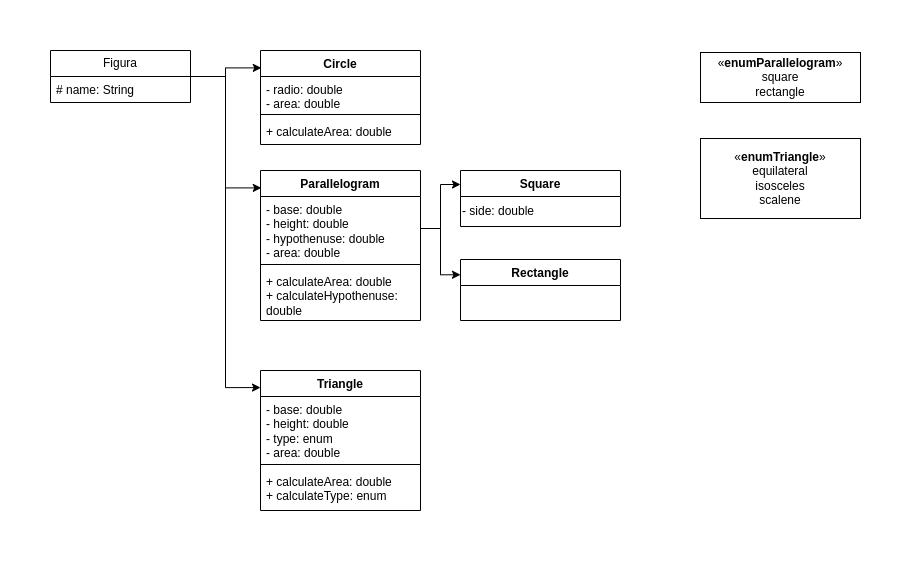 Figura
# name: String
Circle
- radio: double
- area: double
+ calculateArea: double
Parallelogram
- base: double
- height: double
- hypothenuse: double
- area: double
+ calculateArea: double
+ calculateHypothenuse:
double
Square
- side: double
Rectangle
Triangle
- base: double
- height: double
- type: enum
- area: double
+ calculateArea: double
+ calculateType: enum
«enumParallelogram»
square
rectangle
«enumTriangle»
equilateral
isosceles
scalene